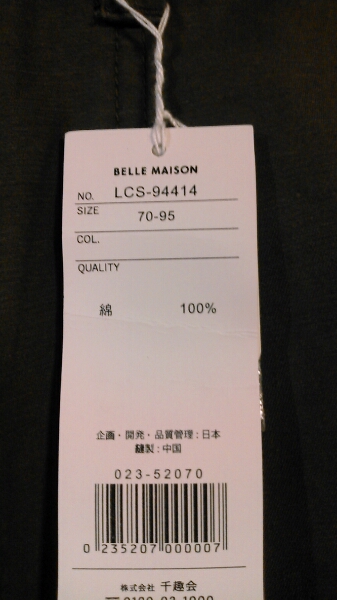 BELLE MAISON
NO. LCS-94414
SIZE 70-95
COL.
QUALITY
綿 100%
企画・開発・品質管理:日本
縫製:中国
023-52070
0 235207 000007
株式会社 千趣会